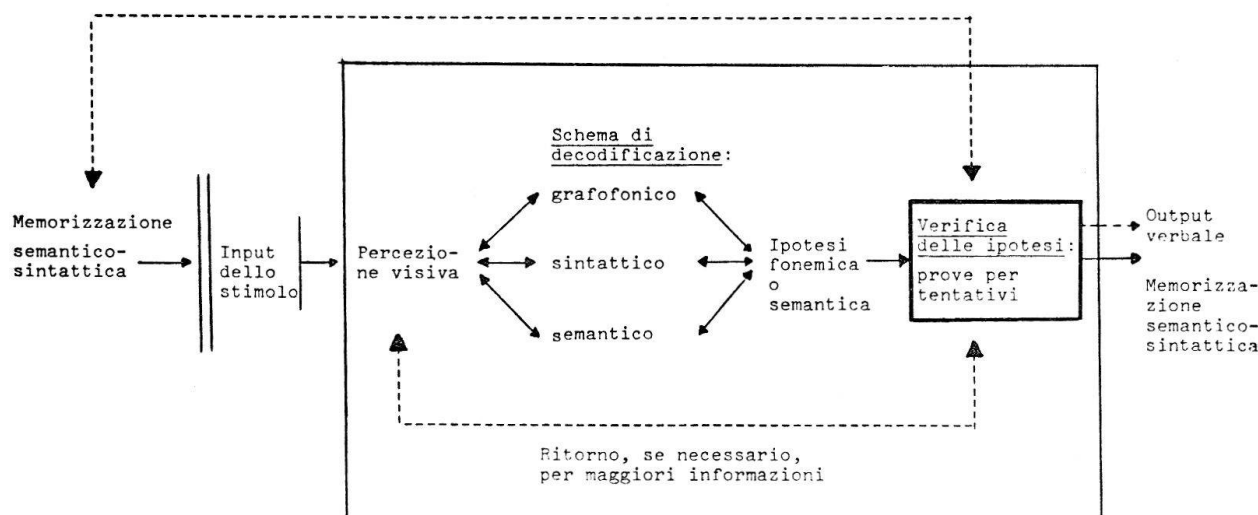 Memorizzazione
semantico-
sintattica
Input
dello
stimolo
Percezio-
ne visiva
Schema di
decodificazione:
grafofonico
sintattico
semantico
Ipotesi
fonemica
o
semantica
Verifica
delle ipotesi:
prove per
tentativi
Output
verbale
Memorizza-
zione
semantico-
sintattica
Ritorno, se necessario,
per maggiori informazioni